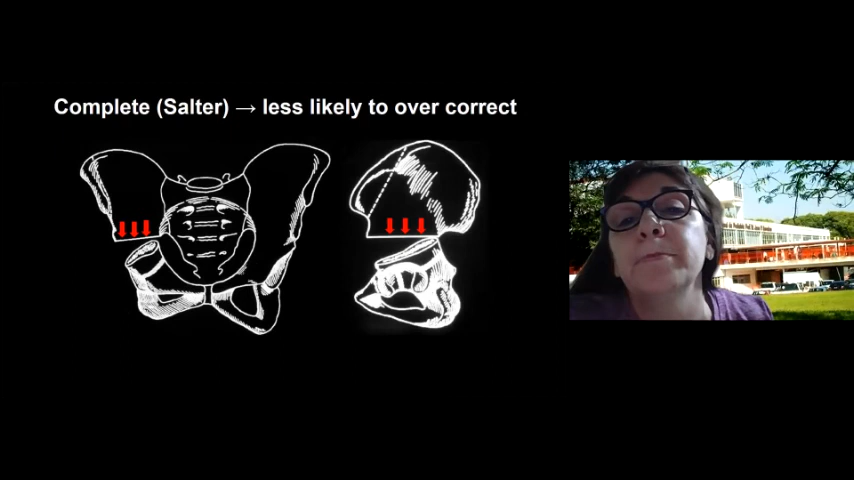 Complete (Salter) → less likely to over correct